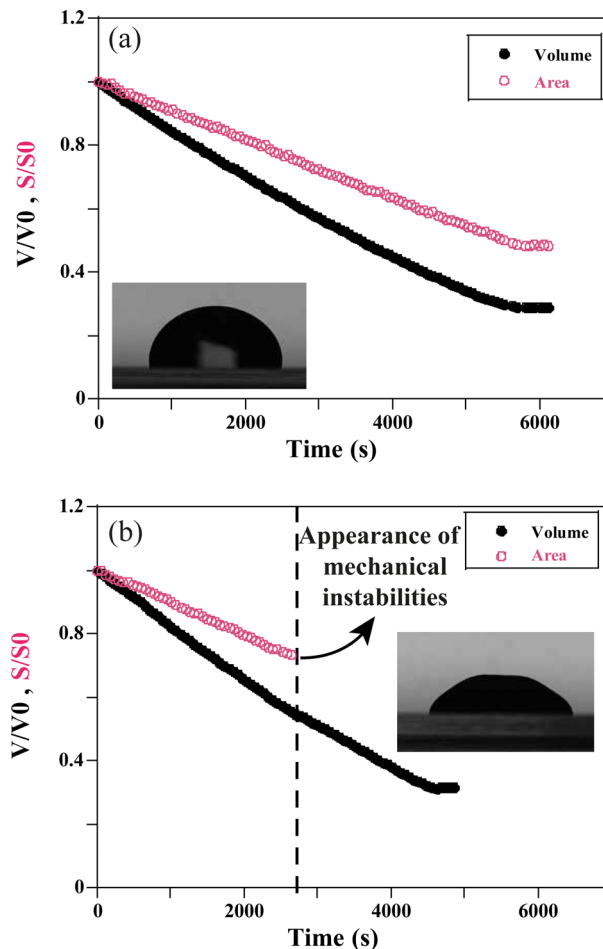 (a)
Volume
Area
V/V0 , S/S0
1.2
0.8
0.4
0
0
2000
4000
6000
Time (s)
(b)
Volume
Area
Appearance of
mechanical
instabilities
V/V0 , S/S0
1.2
0.8
0.4
0
0
2000
4000
6000
Time (s)